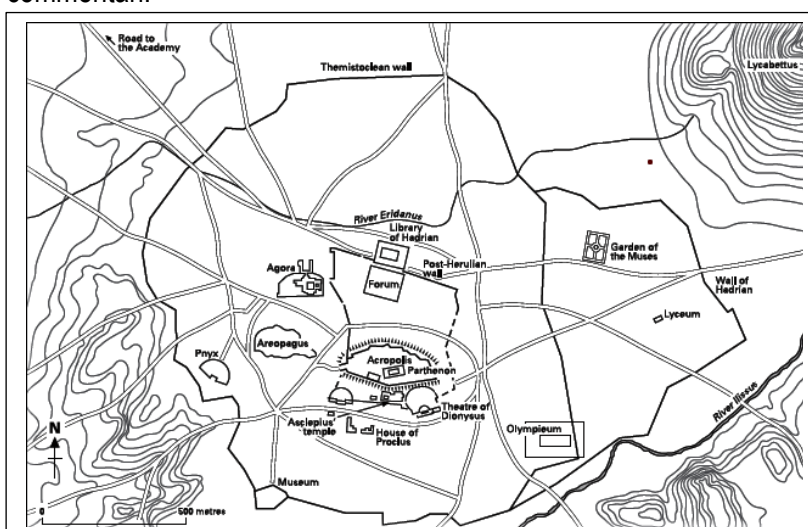 commentari.
Road to
the Academy
Themistoclean wall
Lycabettus
River Eridanus
Library
of Hadrian
Garden of
the Muses
Agora
Forum
Post-Herulian
wall
Wall of
Hadrian
Lyceum
Areopagus
Pnyx
Acropolis
Parthenon
River Ilissus
Theatre of
Dionysus
Asclepius'
temple
House of
Proclus
Olympieum
N
Museum
0
500 metres